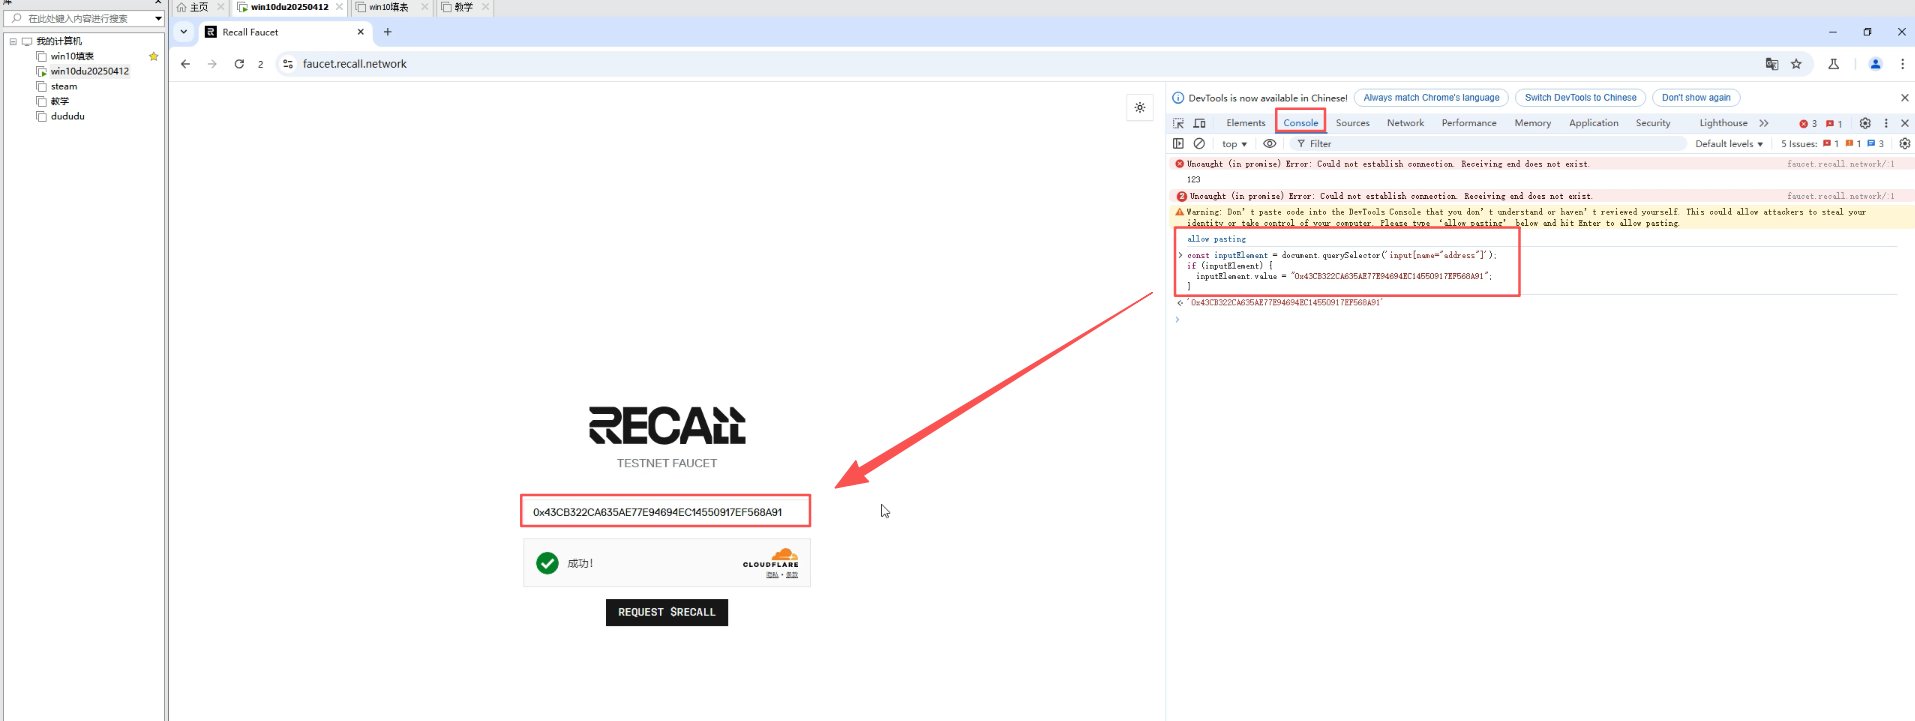 库
在此处键入内容进行搜索
我的计算机
win10填表
win10du20250412
steam
教学
dududu
主页
win10du20250412
win10填表
教学
Recall Faucet
2
faucet.recall.network
DevTools is now available in Chinese!
Always match Chrome's language
Switch DevTools to Chinese
Don't show again
Elements
Console
Sources
Network
Performance
Memory
Application
Security
Lighthouse
3
1
top
Filter
Default levels
5 Issues:
1
1
3
Uncaught (in promise) Error: Could not establish connection. Receiving end does not exist.
faucet.recall.network/:1
123
2
Uncaught (in promise) Error: Could not establish connection. Receiving end does not exist.
faucet.recall.network/:1
Warning: Don't paste code into the DevTools Console that you don't understand or haven't reviewed yourself. This could allow attackers to steal your
identity or take control of your computer. Please type 'allow pasting' below and hit Enter to allow pasting.
allow pasting
const inputElement = document.querySelector('input[name="address"]');
if (inputElement) {
inputElement.value = "0x43CB322CA635AE77E94694EC14550917EF568A91";
}
'0x43CB322CA635AE77E94694EC14550917EF568A91'
RECALL
TESTNET FAUCET
0x43CB322CA635AE77E94694EC14550917EF568A91
成功!
CLOUDFLARE
隐私 • 条款
REQUEST $RECALL